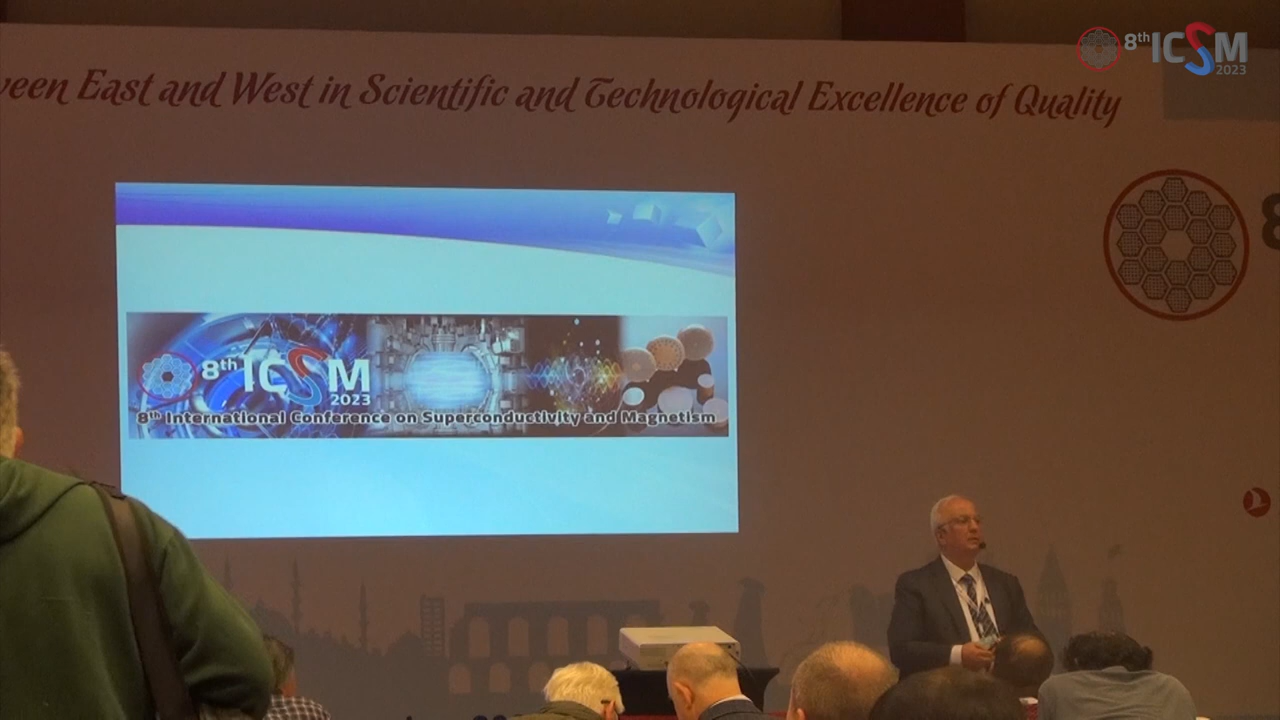 8th ICSM
2023
East and West in Scientific and Technological Excellence of Quality
8th ICSM
2023
8th International Conference on Superconductivity and Magnetism